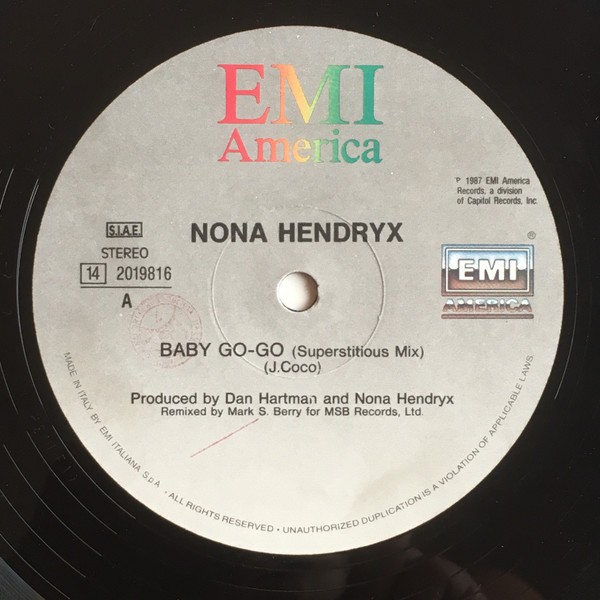 EMI
America
℗ 1987 EMI America
Records, a division
of Capitol Records, Inc.
S.I.A.E.
STEREO
14 2019816
A
NONA HENDRYX
®
EMI
AMERICA
BABY GO-GO (Superstitious Mix)
(J.Coco)
Produced by Dan Hartman and Nona Hendryx
Remixed by Mark S. Berry for MSB Records, Ltd.
MADE IN ITALY BY EMI ITALIANA S.p.A. · ALL RIGHTS RESERVED · UNAUTHORIZED DUPLICATION IS A VIOLATION OF APPLICABLE LAWS.